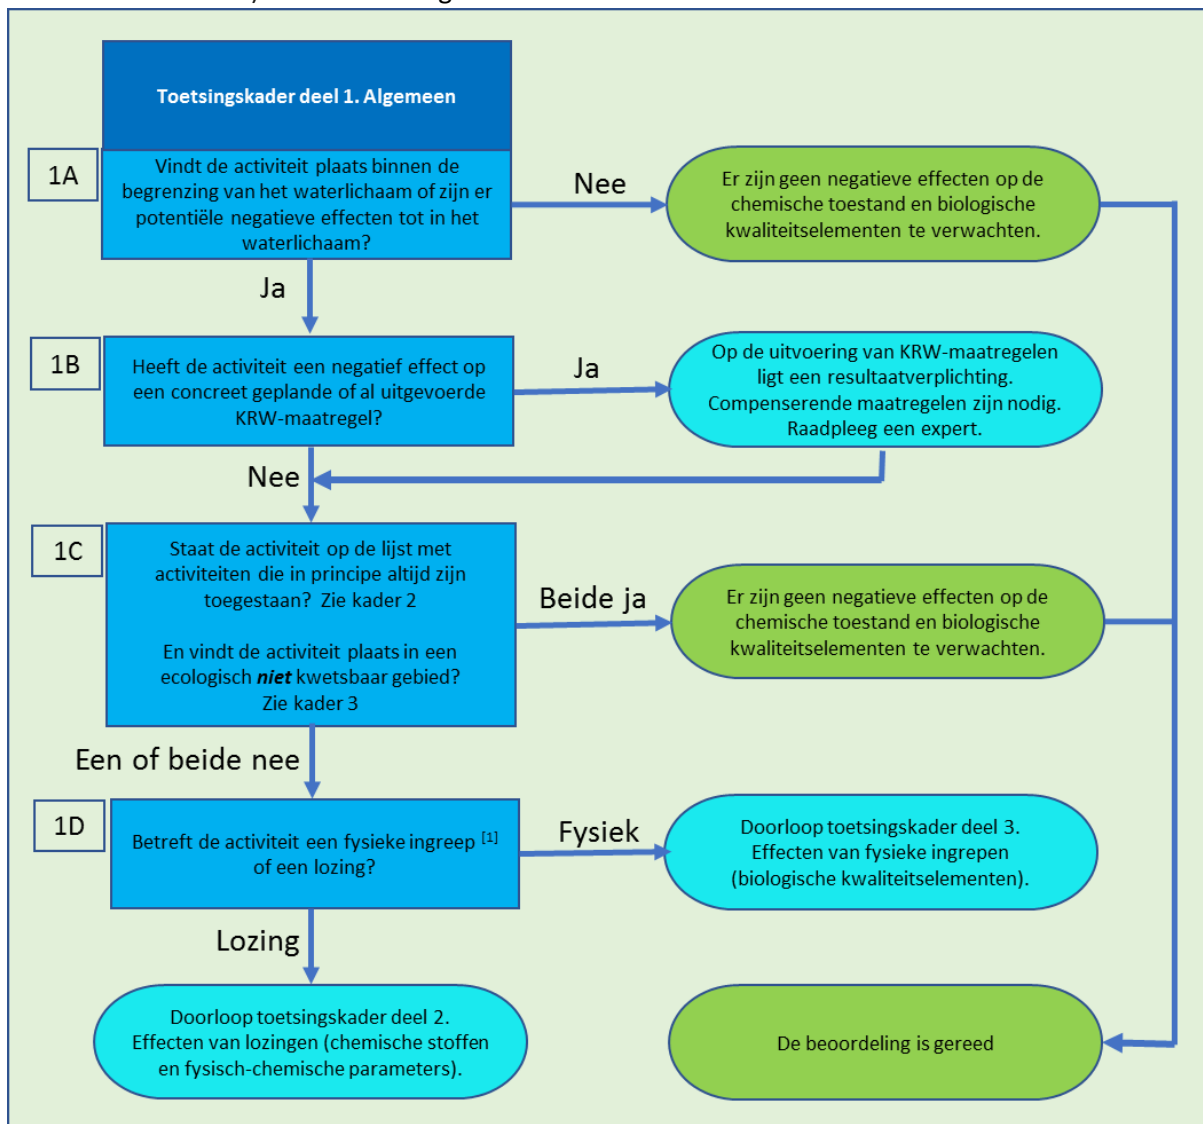 Toetsingskader deel 1. Algemeen
1A
Vindt de activiteit plaats binnen de
begrenzing van het waterlichaam of zijn er
potentiële negatieve effecten tot in het
waterlichaam?
Nee
Er zijn geen negatieve effecten op de
chemische toestand en biologische
kwaliteitselementen te verwachten.
Ja
1B
Heeft de activiteit een negatief effect op
een concreet geplande of al uitgevoerde
KRW-maatregel?
Ja
Op de uitvoering van KRW-maatregelen
ligt een resultaatverplichting.
Compenserende maatregelen zijn nodig.
Raadpleeg een expert.
Nee
1C
Staat de activiteit op de lijst met
activiteiten die in principe altijd zijn
toegestaan? Zie kader 2
En vindt de activiteit plaats in een
ecologisch niet kwetsbaar gebied?
Zie kader 3
Beide ja
Er zijn geen negatieve effecten op de
chemische toestand en biologische
kwaliteitselementen te verwachten.
Een of beide nee
1D
Betreft de activiteit een fysieke ingreep [1]
of een lozing?
Fysiek
Doorloop toetsingskader deel 3.
Effecten van fysieke ingrepen
(biologische kwaliteitselementen).
Lozing
Doorloop toetsingskader deel 2.
Effecten van lozingen (chemische stoffen
en fysisch-chemische parameters).
De beoordeling is gereed